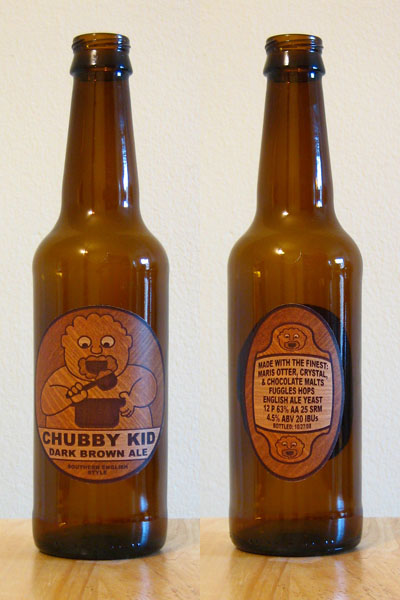 CHUBBY KID
DARK BROWN ALE
SOUTHERN ENGLISH
STYLE
MADE WITH THE FINEST:
MARIS OTTER, CRYSTAL,
& CHOCOLATE MALTS
FUGGLES HOPS
ENGLISH ALE YEAST
12 P 63% AA 25 SRM
4.5% ABV 20 IBUs
BOTTLED: